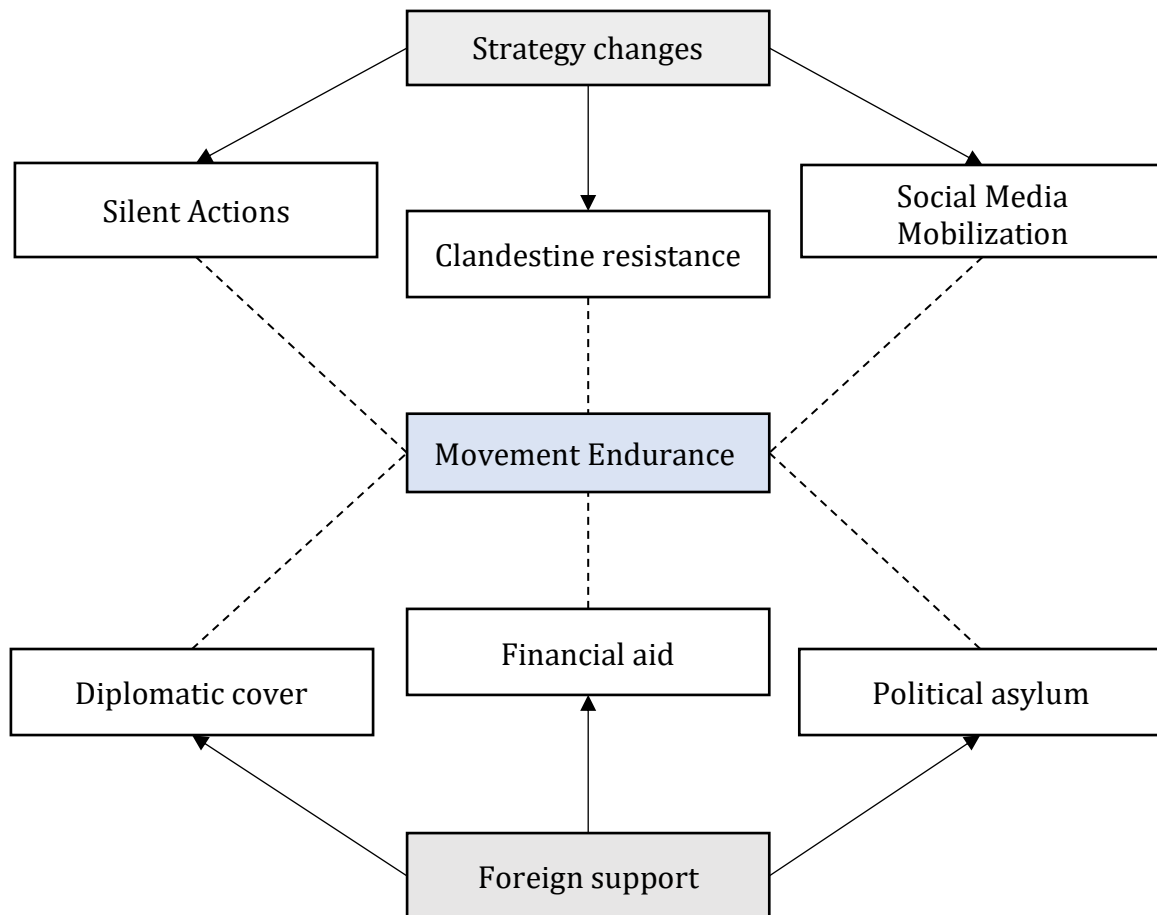 Strategy changes
Silent Actions
Social Media
Mobilization
Clandestine resistance
Movement Endurance
Financial aid
Diplomatic cover
Political asylum
Foreign support